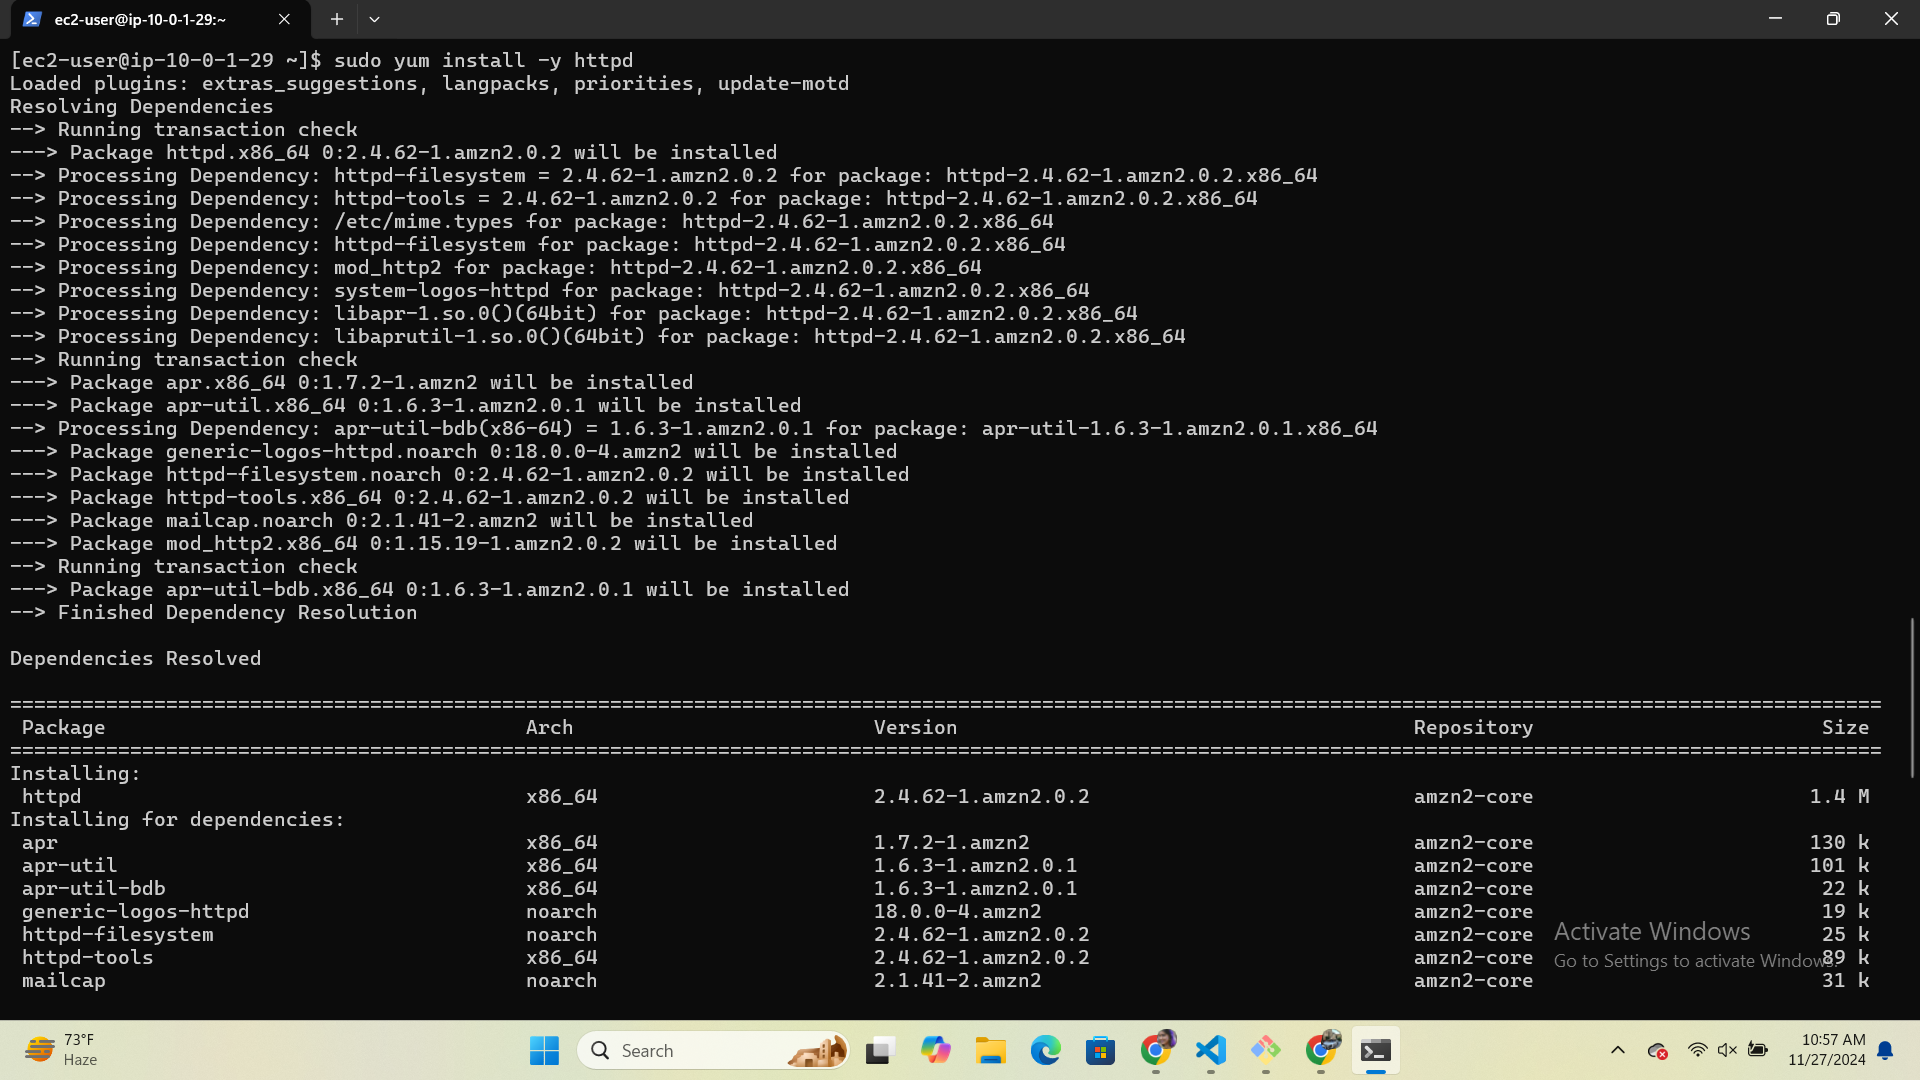 ec2-user@ip-10-0-1-29:~
[ec2-user@ip-10-0-1-29 ~]$ sudo yum install -y httpd
Loaded plugins: extras_suggestions, langpacks, priorities, update-motd
Resolving Dependencies
--> Running transaction check
---> Package httpd.x86_64 0:2.4.62-1.amzn2.0.2 will be installed
--> Processing Dependency: httpd-filesystem = 2.4.62-1.amzn2.0.2 for package: httpd-2.4.62-1.amzn2.0.2.x86_64
--> Processing Dependency: httpd-tools = 2.4.62-1.amzn2.0.2 for package: httpd-2.4.62-1.amzn2.0.2.x86_64
--> Processing Dependency: /etc/mime.types for package: httpd-2.4.62-1.amzn2.0.2.x86_64
--> Processing Dependency: httpd-filesystem for package: httpd-2.4.62-1.amzn2.0.2.x86_64
--> Processing Dependency: mod_http2 for package: httpd-2.4.62-1.amzn2.0.2.x86_64
--> Processing Dependency: system-logos-httpd for package: httpd-2.4.62-1.amzn2.0.2.x86_64
--> Processing Dependency: libapr-1.so.0()(64bit) for package: httpd-2.4.62-1.amzn2.0.2.x86_64
--> Processing Dependency: libaprutil-1.so.0()(64bit) for package: httpd-2.4.62-1.amzn2.0.2.x86_64
--> Running transaction check
---> Package apr.x86_64 0:1.7.2-1.amzn2 will be installed
---> Package apr-util.x86_64 0:1.6.3-1.amzn2.0.1 will be installed
--> Processing Dependency: apr-util-bdb(x86-64) = 1.6.3-1.amzn2.0.1 for package: apr-util-1.6.3-1.amzn2.0.1.x86_64
---> Package generic-logos-httpd.noarch 0:18.0.0-4.amzn2 will be installed
---> Package httpd-filesystem.noarch 0:2.4.62-1.amzn2.0.2 will be installed
---> Package httpd-tools.x86_64 0:2.4.62-1.amzn2.0.2 will be installed
---> Package mailcap.noarch 0:2.1.41-2.amzn2 will be installed
---> Package mod_http2.x86_64 0:1.15.19-1.amzn2.0.2 will be installed
--> Running transaction check
---> Package apr-util-bdb.x86_64 0:1.6.3-1.amzn2.0.1 will be installed
--> Finished Dependency Resolution
Dependencies Resolved
Package Arch Version Repository Size
Installing:
httpd x86_64 2.4.62-1.amzn2.0.2 amzn2-core 1.4 M
Installing for dependencies:
apr x86_64 1.7.2-1.amzn2 amzn2-core 130 k
apr-util x86_64 1.6.3-1.amzn2.0.1 amzn2-core 101 k
apr-util-bdb x86_64 1.6.3-1.amzn2.0.1 amzn2-core 22 k
generic-logos-httpd noarch 18.0.0-4.amzn2 amzn2-core 19 k
httpd-filesystem noarch 2.4.62-1.amzn2.0.2 amzn2-core 25 k
httpd-tools x86_64 2.4.62-1.amzn2.0.2 amzn2-core 89 k
mailcap noarch 2.1.41-2.amzn2 amzn2-core 31 k
Activate Windows
Go to Settings to activate Windows.
73°F
Haze
Search
10:57 AM
11/27/2024